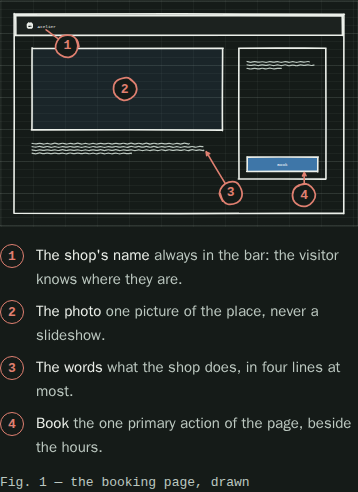 1
2
3
4
1 The shop's name always in the bar: the visitor
knows where they are.
2 The photo one picture of the place, never a
slideshow.
3 The words what the shop does, in four lines at
most.
4 Book the one primary action of the page, beside
the hours.
Fig. 1 — the booking page, drawn